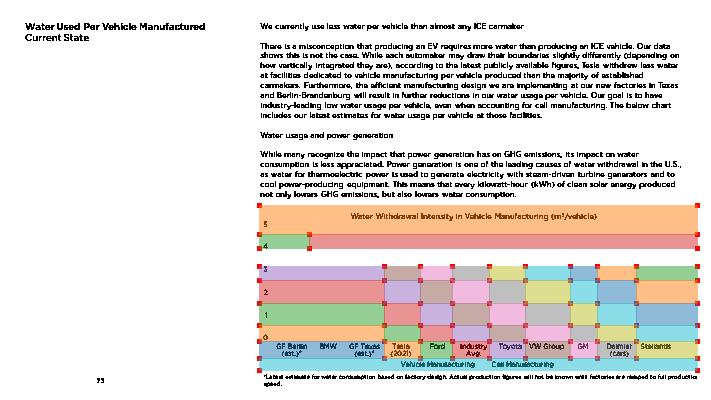 Water Used Per Vehicle Manufactured
Current State
We currently use less water per vehicle than almost any ICE carmaker
There is a misconception that producing an EV requires more water than producing an ICE vehicle. Our data
shows this is not the case. While each automaker may draw their boundaries slightly differently (depending on
how vertically integrated they are), according to the latest publicly available figures, Tesla withdrew less water
at facilities dedicated to vehicle manufacturing per vehicle produced than the majority of established
carmakers. Furthermore, the efficient manufacturing design we are implementing at our new factories in Texas
and Berlin-Brandenburg will result in further reductions in our water usage per vehicle. Our goal is to have
industry-leading low water usage per vehicle, even when accounting for cell manufacturing. The below chart
includes our latest estimates for water usage per vehicle at those facilities.
Water usage and power generation
While many recognize the impact that power generation has on GHG emissions, its impact on water
consumption is less appreciated. Power generation is one of the leading causes of water withdrawal in the U.S.,
as water for thermoelectric power is used to generate electricity with steam-driven turbine generators and to
cool power-producing equipment. This means that every kilowatt-hour (kWh) of clean solar energy produced
not only lowers GHG emissions, but also lowers water consumption.
Water Withdrawal Intensity in Vehicle Manufacturing (m³/vehicle)
5
4
3
2
1
0
GF Berlin BMW GF Texas Tesla Ford Industry Toyota VW Group GM Daimler Stellantis
(est.)* (est.)* (2021) Avg. (cars)
Vehicle Manufacturing Cell Manufacturing
*Latest estimate for water consumption based on factory design. Actual production figures will not be known until factories are ramped to full production
speed.
73